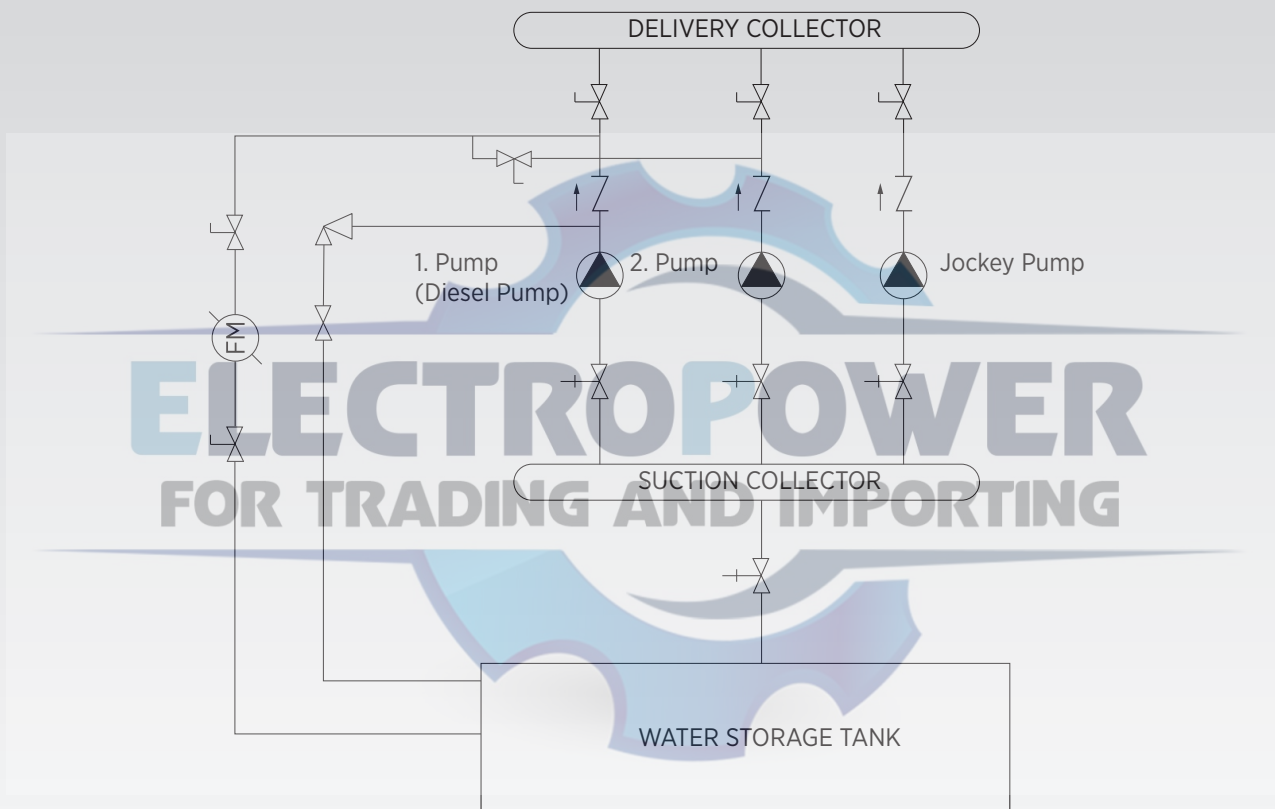 DELIVERY COLLECTOR
1. Pump
(Diesel Pump)
2. Pump
Jockey Pump
FM
ELECTROPOWER
SUCTION COLLECTOR
FOR TRADING AND IMPORTING
WATER STORAGE TANK